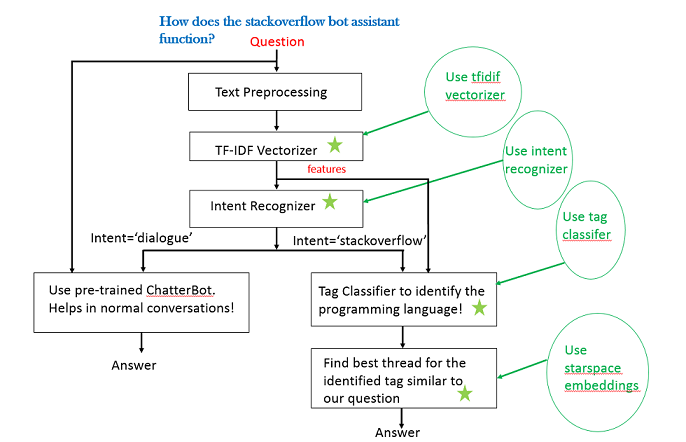 How does the stackoverflow bot assistant
function?
Question
Text Preprocessing
Use tfidif
vectorizer
TF-IDF Vectorizer
features
Use intent
recognizer
Intent Recognizer
Intent=‘dialogue’
Intent=‘stackoverflow’
Use tag
classifer
Use pre-trained ChatterBot.
Helps in normal conversations!
Tag Classifier to identify the
programming language!
Answer
Find best thread for the
identified tag similar to
our question
Use
starspace
embeddings
Answer